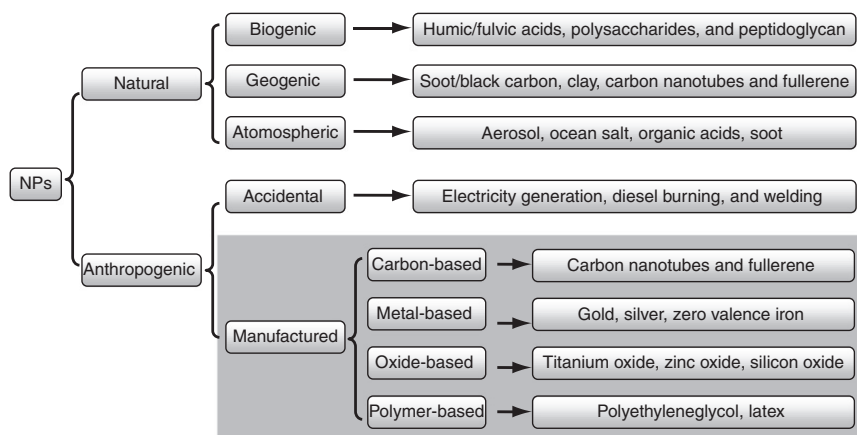 NPs
Natural
Biogenic
Humic/fulvic acids, polysaccharides, and peptidoglycan
Geogenic
Soot/black carbon, clay, carbon nanotubes and fullerene
Atomospheric
Aerosol, ocean salt, organic acids, soot
Anthropogenic
Accidental
Electricity generation, diesel burning, and welding
Manufactured
Carbon-based
Carbon nanotubes and fullerene
Metal-based
Gold, silver, zero valence iron
Oxide-based
Titanium oxide, zinc oxide, silicon oxide
Polymer-based
Polyethyleneglycol, latex